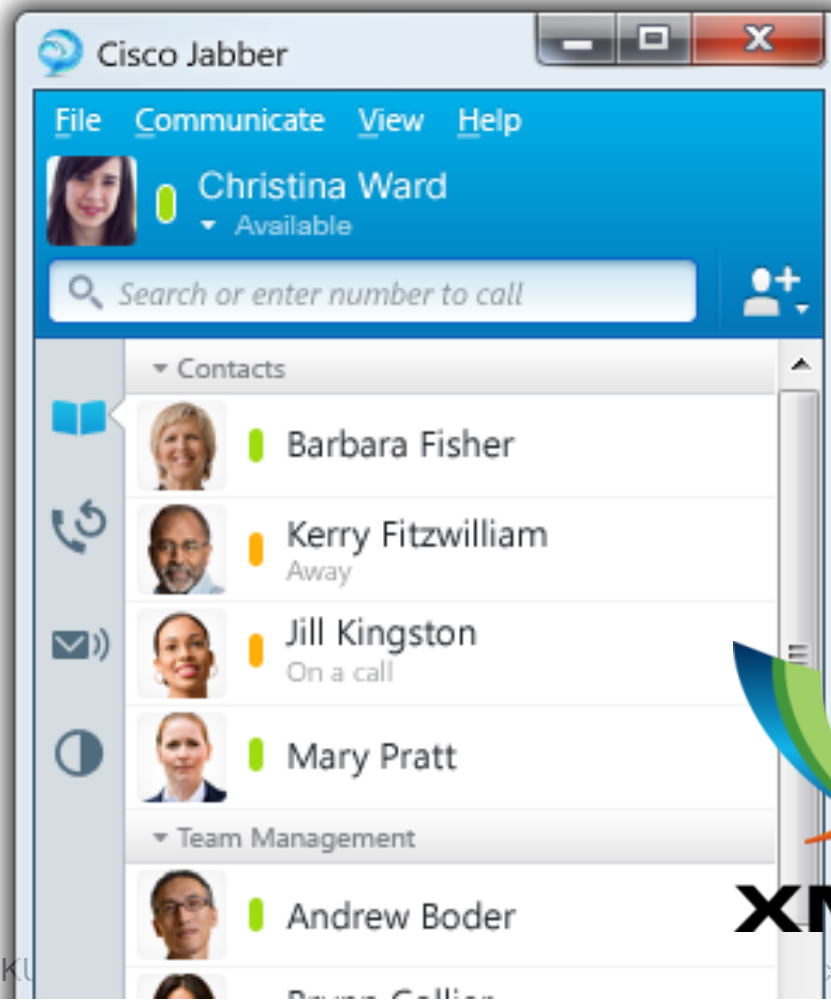 Cisco Jabber
File Communicate View Help
Christina Ward
Available
Search or enter number to call
Contacts
Barbara Fisher
Kerry Fitzwilliam
Away
Jill Kingston
On a call
Mary Pratt
Team Management
Andrew Boder